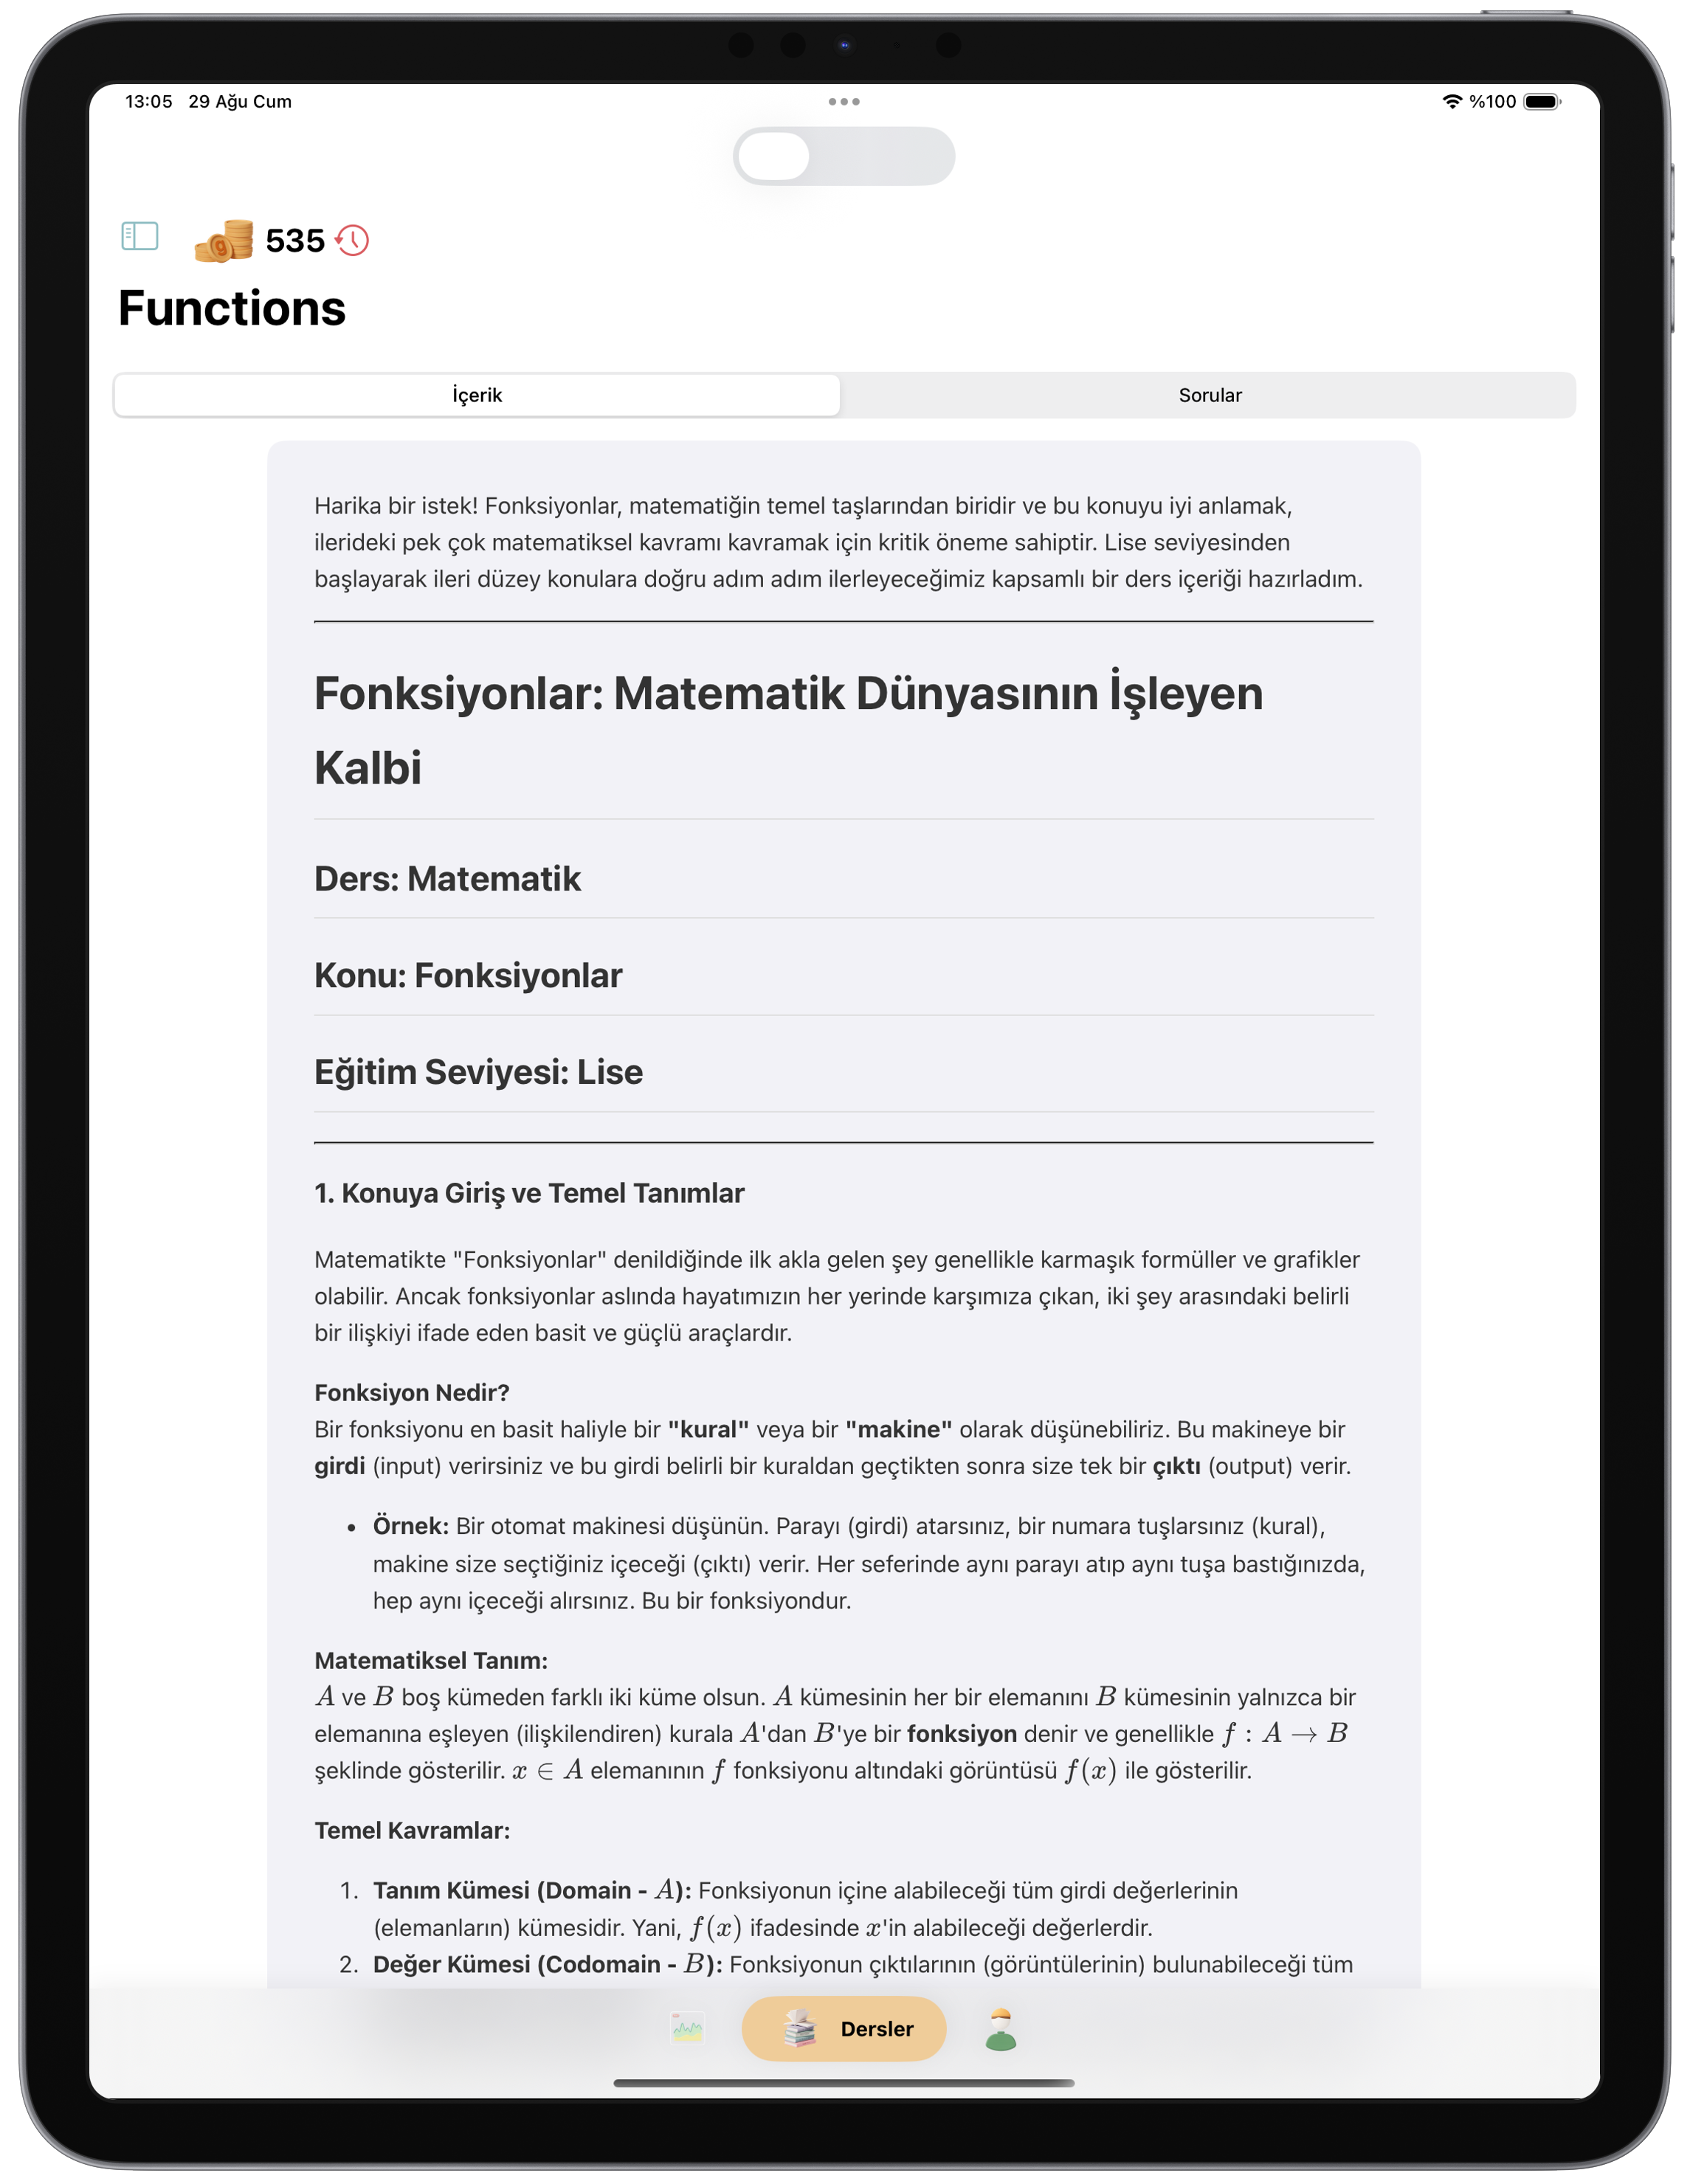 13:05 29 Ağu Cum
%100
535
Functions
İçerik
Sorular
Harika bir istek! Fonksiyonlar, matematiğin temel taşlarından biridir ve bu konuyu iyi anlamak,
ilerideki pek çok matematiksel kavramı kavramak için kritik öneme sahiptir. Lise seviyesinden
başlayarak ileri düzey konulara doğru adım adım ilerleyeceğimiz kapsamlı bir ders içeriği hazırladım.
Fonksiyonlar: Matematik Dünyasının İşleyen
Kalbi
Ders: Matematik
Konu: Fonksiyonlar
Eğitim Seviyesi: Lise
1. Konuya Giriş ve Temel Tanımlar
Matematikte "Fonksiyonlar" denildiğinde ilk akla gelen şey genellikle karmaşık formüller ve grafikler
olabilir. Ancak fonksiyonlar aslında hayatımızın her yerinde karşımıza çıkan, iki şey arasındaki belirli
bir ilişkiyi ifade eden basit ve güçlü araçlardır.
Fonksiyon Nedir?
Bir fonksiyonu en basit haliyle bir "kural" veya bir "makine" olarak düşünebiliriz. Bu makineye bir
girdi (input) verirsiniz ve bu girdi belirli bir kuraldan geçtikten sonra size tek bir çıktı (output) verir.
• Örnek: Bir otomat makinesi düşünün. Parayı (girdi) atarsınız, bir numara tuşlarsınız (kural),
makine size seçtiğiniz içeceği (çıktı) verir. Her seferinde aynı parayı atıp aynı tuşa bastığınızda,
hep aynı içeceği alırsınız. Bu bir fonksiyondur.
Matematiksel Tanım:
A ve B boş kümeden farklı iki küme olsun. A kümesinin her bir elemanını B kümesinin yalnızca bir
elemanına eşleyen (ilişkilendiren) kurala A'dan B'ye bir fonksiyon denir ve genellikle f : A → B
şeklinde gösterilir. x ∈ A elemanının f fonksiyonu altındaki görüntüsü f(x) ile gösterilir.
Temel Kavramlar:
1. Tanım Kümesi (Domain - A): Fonksiyonun içine alabileceği tüm girdi değerlerinin
(elemanların) kümesidir. Yani, f(x) ifadesinde x'in alabileceği değerlerdir.
2. Değer Kümesi (Codomain - B): Fonksiyonun çıktılarının (görüntülerinin) bulunabileceği tüm
Dersler